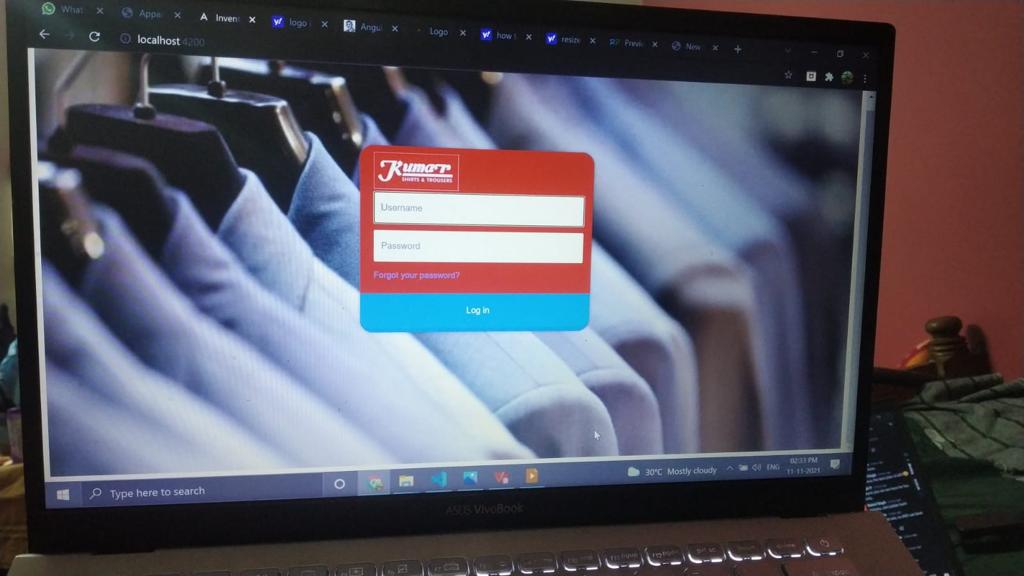 What
Appa
Inven
logo
Angu
Logo
how t
resize
Previ
New
localhost:4200
Kumar
SHIRTS & TROUSERS
Username
Password
Forgot your password?
Log in
Type here to search
30°C Mostly cloudy
ENG
02:33 PM
11-11-2021
ASUS VivoBook